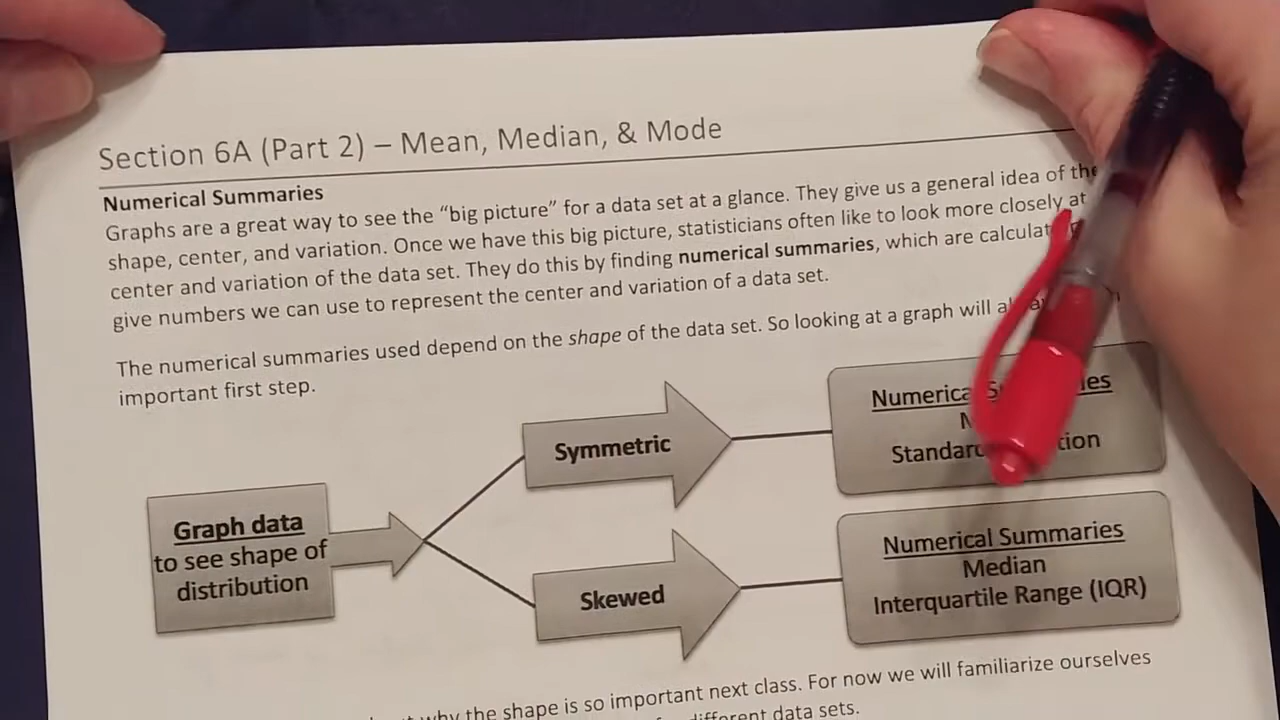 Section 6A (Part 2) – Mean, Median, & Mode
Numerical Summaries
Graphs are a great way to see the “big picture” for a data set at a glance. They give us a general idea of the
shape, center, and variation. Once we have this big picture, statisticians often like to look more closely at
center and variation of the data set. They do this by finding numerical summaries, which are
give numbers we can use to represent the center and variation of a data set.
The numerical summaries used depend on the shape of the data set. So looking at a graph will
important first step.
Symmetric
Standard
Graph data
to see shape of
distribution
Skewed
Numerical Summaries
Median
Interquartile Range (IQR)
why the shape is so important next class. For now we will familiarize ourselves
different data sets.